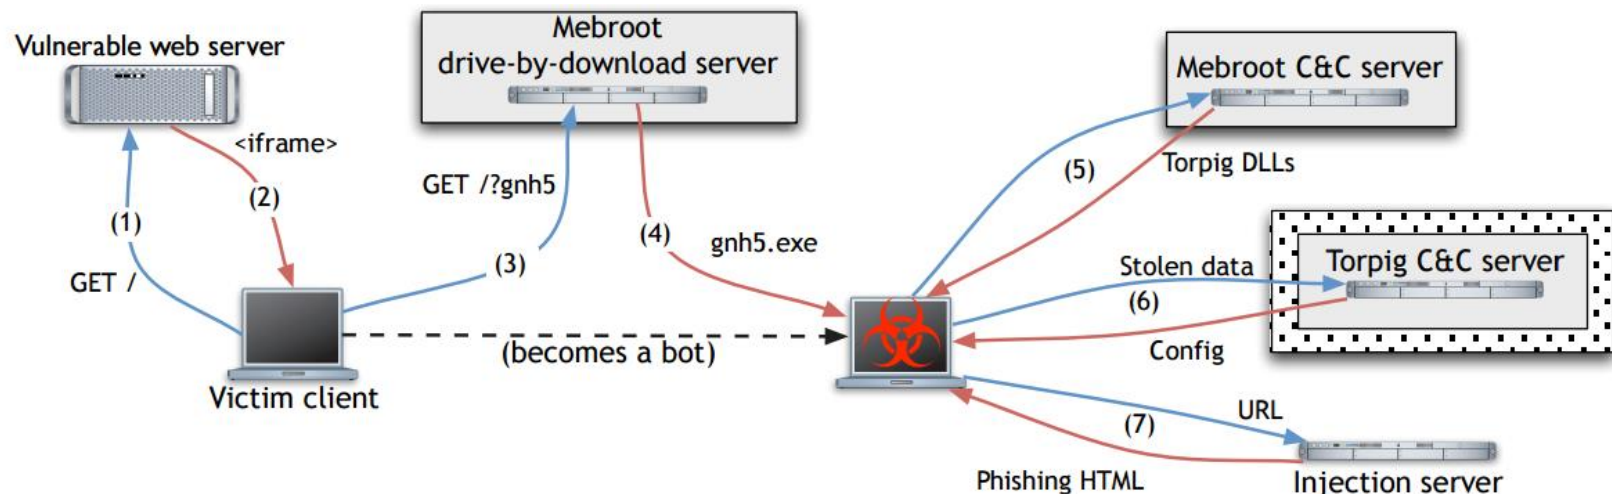 Vulnerable web server
Mebroot
drive-by-download server
Mebroot C&C server
<iframe>
GET /?gnh5
(1)
(2)
(3)
(4)
gnh5.exe
(5)
Torpig DLLs
GET /
Stolen data
(6)
Torpig C&C server
Config
(becomes a bot)
Victim client
URL
(7)
Phishing HTML
Injection server